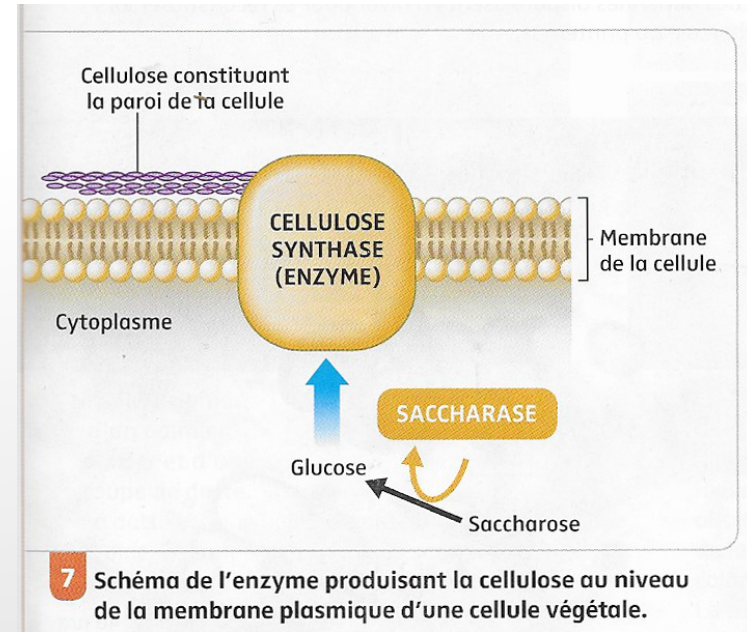 Cellulose constituant
la paroi de la cellule
CELLULOSE
SYNTHASE
(ENZYME)
Membrane
de la cellule
Cytoplasme
SACCHARASE
Glucose
Saccharose
7 Schéma de l'enzyme produisant la cellulose au niveau
de la membrane plasmique d'une cellule végétale.